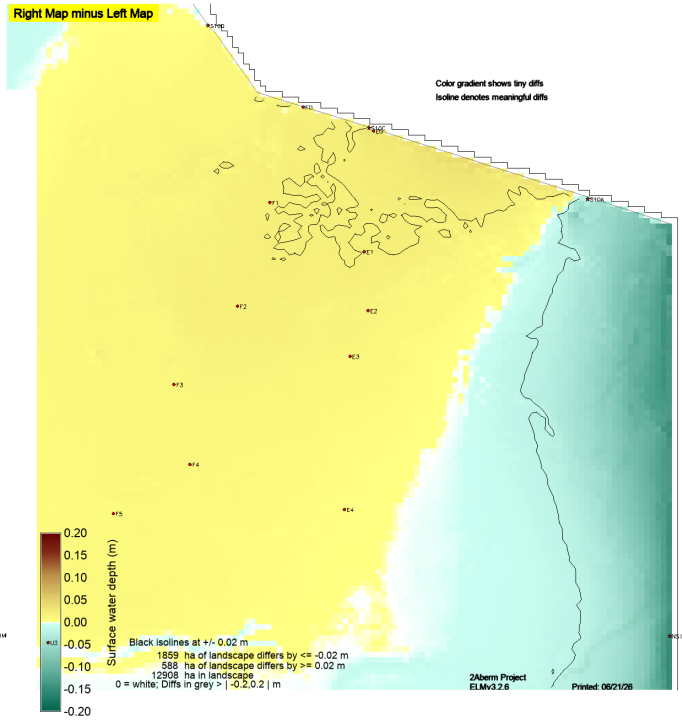 Right Map minus Left Map
S10D
Color gradient shows tiny diffs
Isoline denotes meaningful diffs
F0
S10C
E0
S10A
F1
E1
F2
E2
E3
F3
F4
F5
E4
0.20
0.15
0.10
0.05
0.00
-0.05
-0.10
-0.15
-0.20
Surface water depth (m)
U3
Black isolines at +/- 0.02 m
1859 ha of landscape differs by <= -0.02 m
588 ha of landscape differs by >= 0.02 m
12908 ha in landscape
0 = white; Diffs in grey > | -0.2,0.2 | m
2Aberm Project
ELMv3.2.6
Printed: 06/21/26